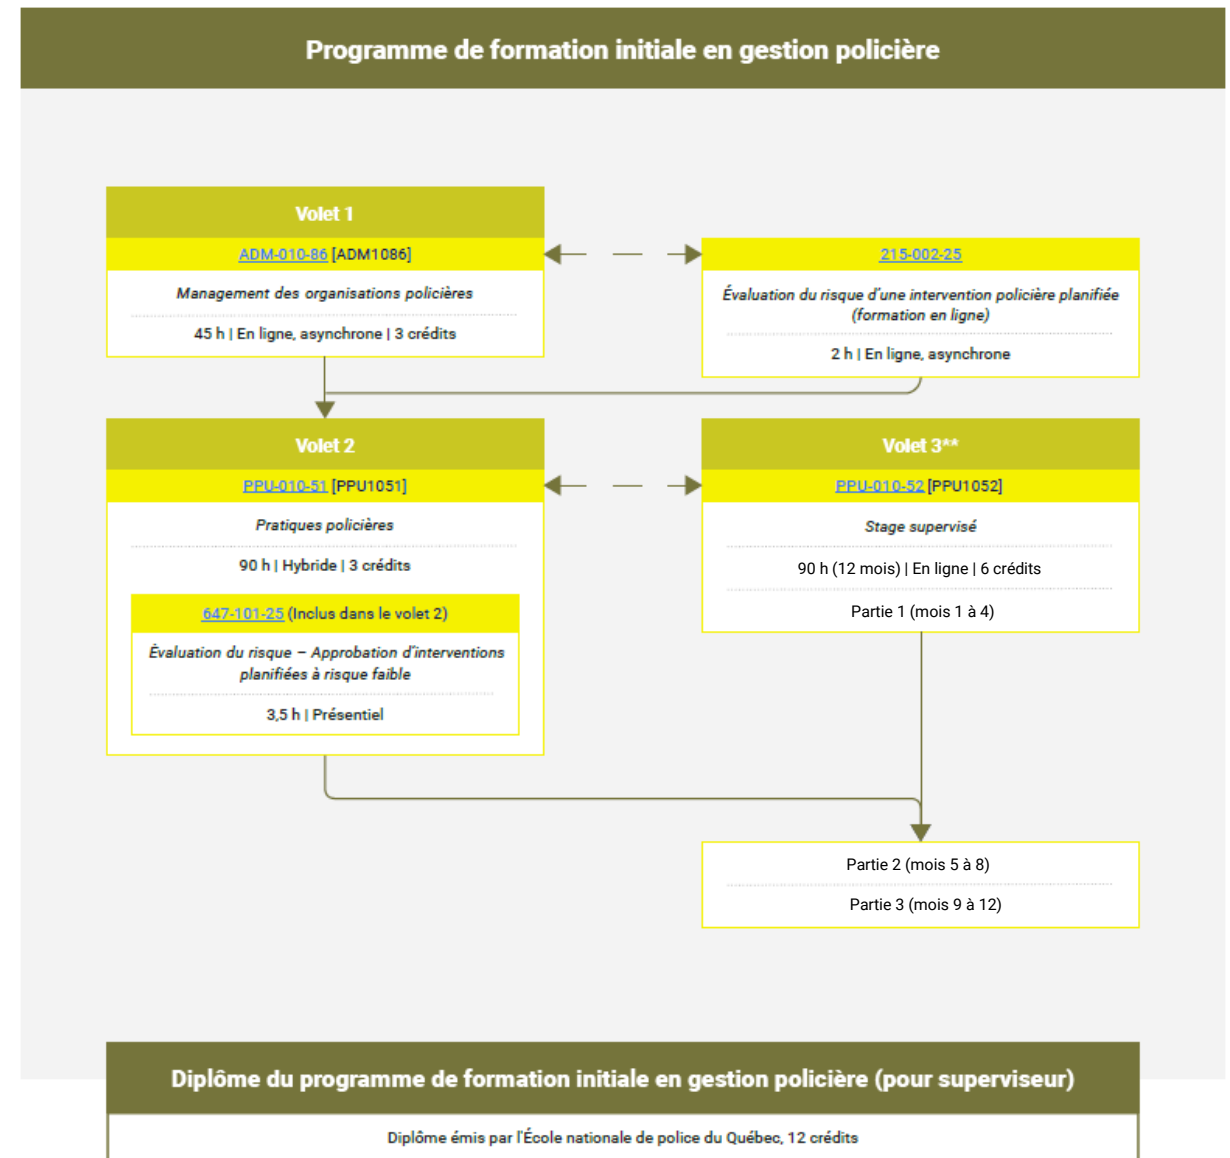 Programme de formation initiale en gestion policière
Volet 1
ADM-010-86 [ADM1086]
Management des organisations policières
45 h | En ligne, asynchrone | 3 crédits
215-002-25
Évaluation du risque d'une intervention policière planifiée
(formation en ligne)
2 h | En ligne, asynchrone
Volet 2
PPU-010-51 [PPU1051]
Pratiques policières
90 h | Hybride | 3 crédits
647-101-25 (Inclus dans le volet 2)
Évaluation du risque – Approbation d'interventions
planifiées à risque faible
3,5 h | Présentiel
Volet 3**
PPU-010-52 [PPU1052]
Stage supervisé
90 h (12 mois) | En ligne | 6 crédits
Partie 1 (mois 1 à 4)
Partie 2 (mois 5 à 8)
Partie 3 (mois 9 à 12)
Diplôme du programme de formation initiale en gestion policière (pour superviseur)
Diplôme émis par l'École nationale de police du Québec, 12 crédits